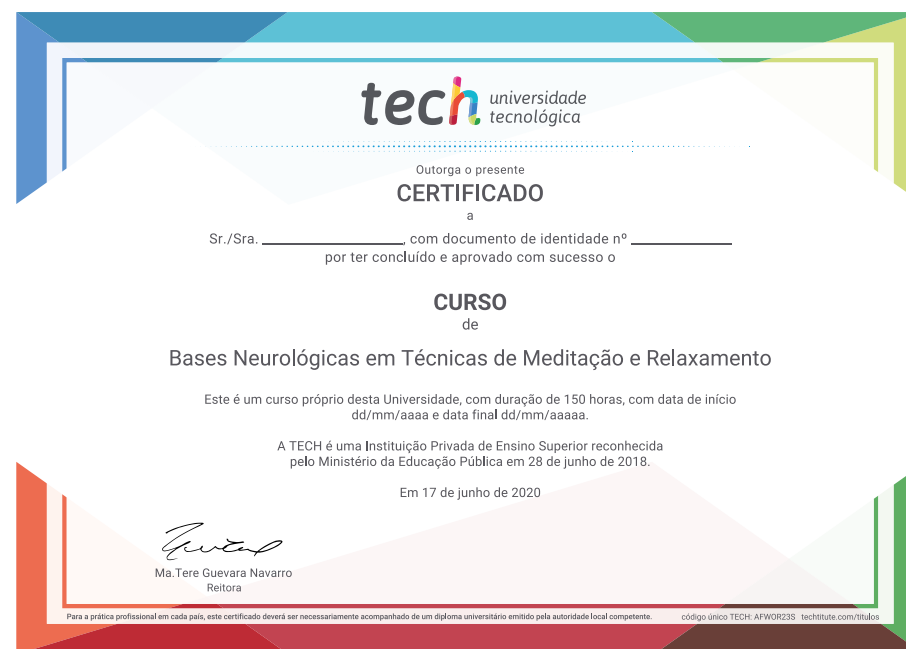 tech universidade
tecnológica
Outorga o presente
CERTIFICADO
a
Sr./Sra. ________________, com documento de identidade nº ____________
por ter concluído e aprovado com sucesso o
CURSO
de
Bases Neurológicas em Técnicas de Meditação e Relaxamento
Este é um curso próprio desta Universidade, com duração de 150 horas, com data de início
dd/mm/aaaa e data final dd/mm/aaaaa.
A TECH é uma Instituição Privada de Ensino Superior reconhecida
pelo Ministério da Educação Pública em 28 de junho de 2018.
Em 17 de junho de 2020
Ma.Tere Guevara Navarro
Reitora
Para a prática profissional em cada país, este certificado deverá ser necessariamente acompanhado de um diploma universitário emitido pela autoridade local competente. código único TECH: AFWOR23S techtitute.com/titulos